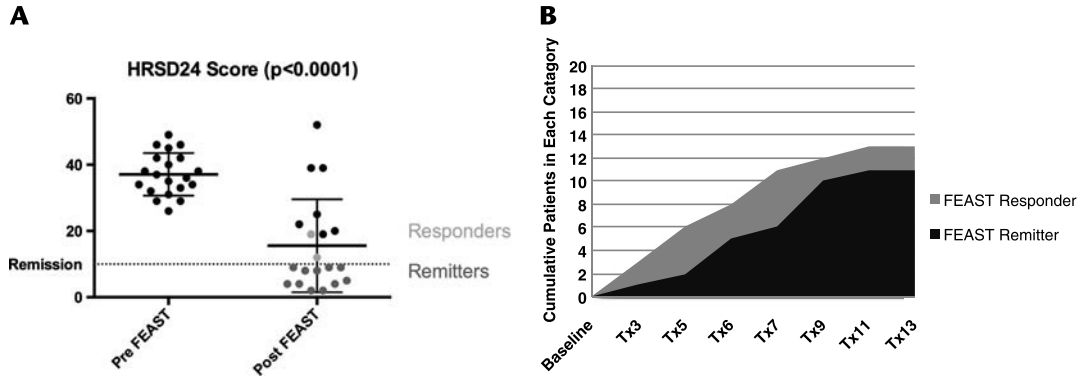 A
HRSD24 Score (p<0.0001)
60
40
20
0
Remission
Responders
Remitters
Pre FEAST
Post FEAST
B
Cumulative Patients in Each Catagory
20
18
16
14
12
10
8
6
4
2
0
Baseline
Tx3
Tx5
Tx6
Tx7
Tx9
Tx11
Tx13
FEAST Responder
FEAST Remitter